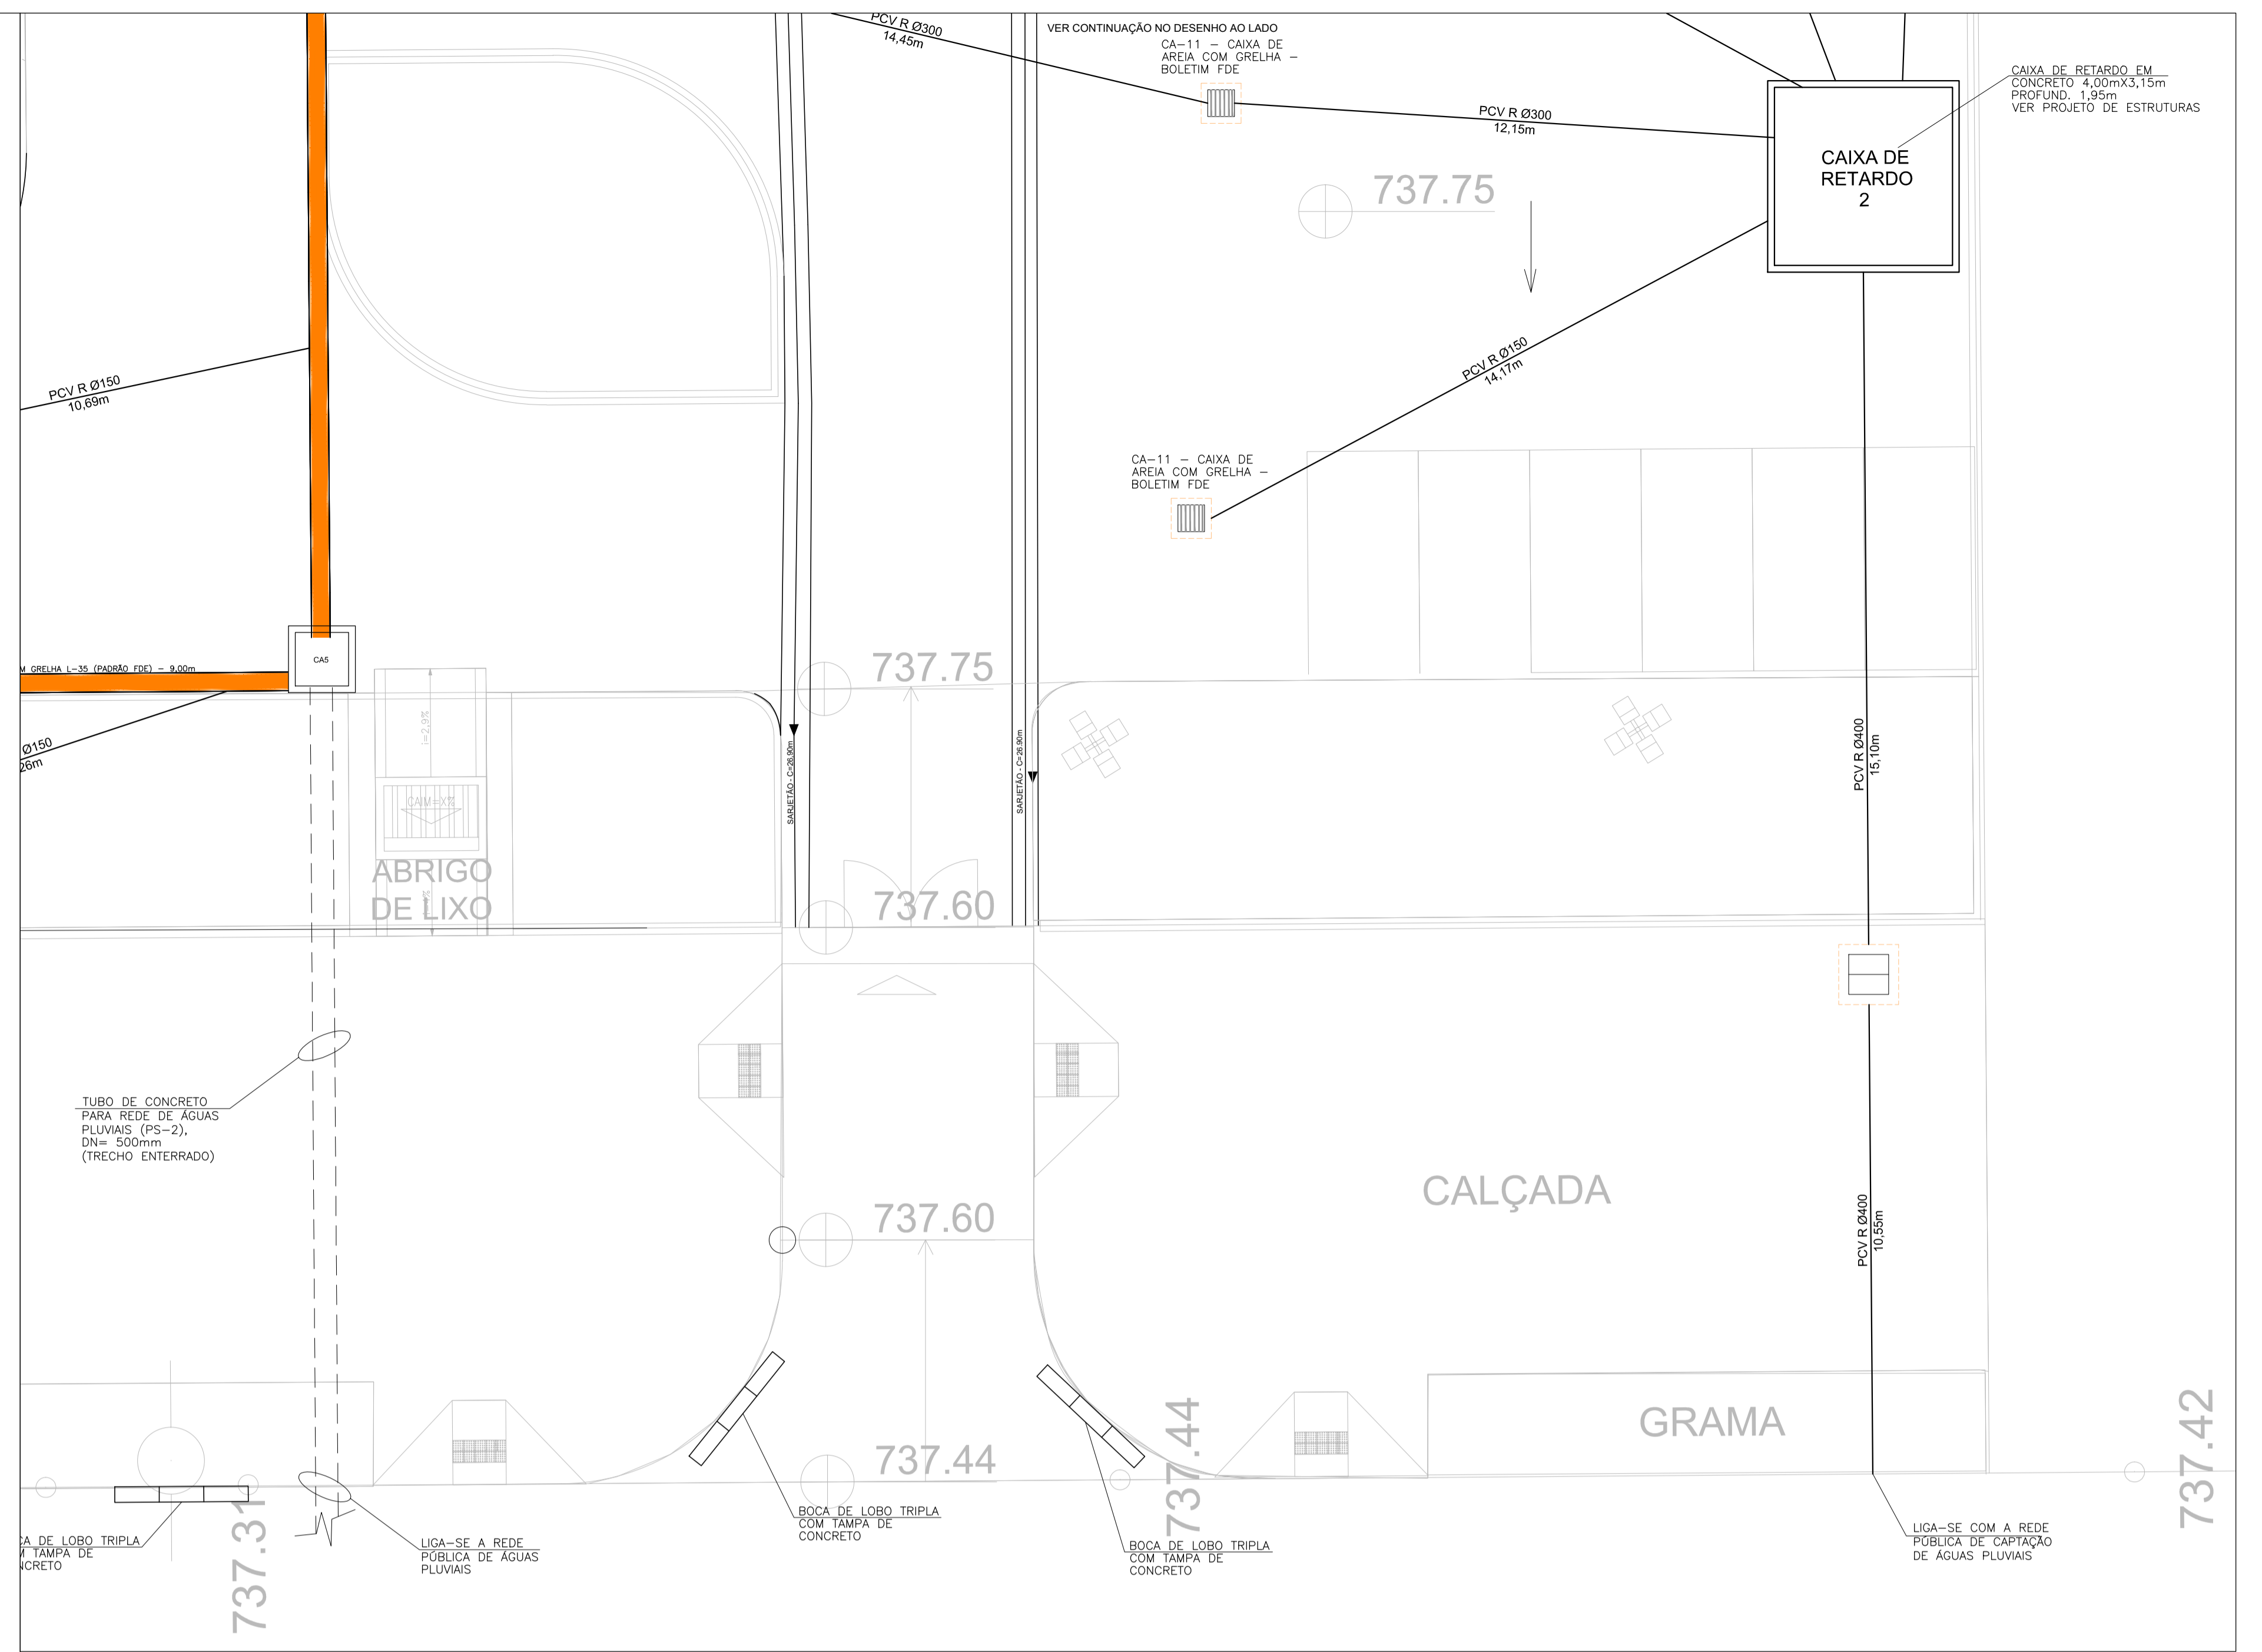 PCV R Ø300
14,45m
VER CONTINUAÇÃO NO DESENHO AO LADO
CA-11 - CAIXA DE
AREIA COM GRELHA -
BOLETIM FDE
PCV R Ø300
12,15m
CAIXA DE RETARDO EM
CONCRETO 4,00mX3,15m
PROFUND. 1,95m
VER PROJETO DE ESTRUTURAS
CAIXA DE
RETARDO
2
737.75
PCV R Ø150
10,69m
PCV R Ø150
14,17m
CA-11 - CAIXA DE
AREIA COM GRELHA -
BOLETIM FDE
CA5
M GRELHA L-35 (PADRÃO FDE) - 9,00m
Ø150
26m
i=2,9%
CAIM=X%
ABRIGO
DE LIXO
737.75
SARJETÃO - C=26.90m
SARJETÃO - C=26.90m
737.60
PCV R Ø400
15,10m
TUBO DE CONCRETO
PARA REDE DE ÁGUAS
PLUVIAIS (PS-2),
DN= 500mm
(TRECHO ENTERRADO)
737.60
CALÇADA
PCV R Ø400
10,55m
GRAMA
737.44
737.44
737.42
737.31
CA DE LOBO TRIPLA
M TAMPA DE
NCRETO
LIGA-SE A REDE
PÚBLICA DE ÁGUAS
PLUVIAIS
BOCA DE LOBO TRIPLA
COM TAMPA DE
CONCRETO
BOCA DE LOBO TRIPLA
COM TAMPA DE
CONCRETO
LIGA-SE COM A REDE
PÚBLICA DE CAPTAÇÃO
DE ÁGUAS PLUVIAIS